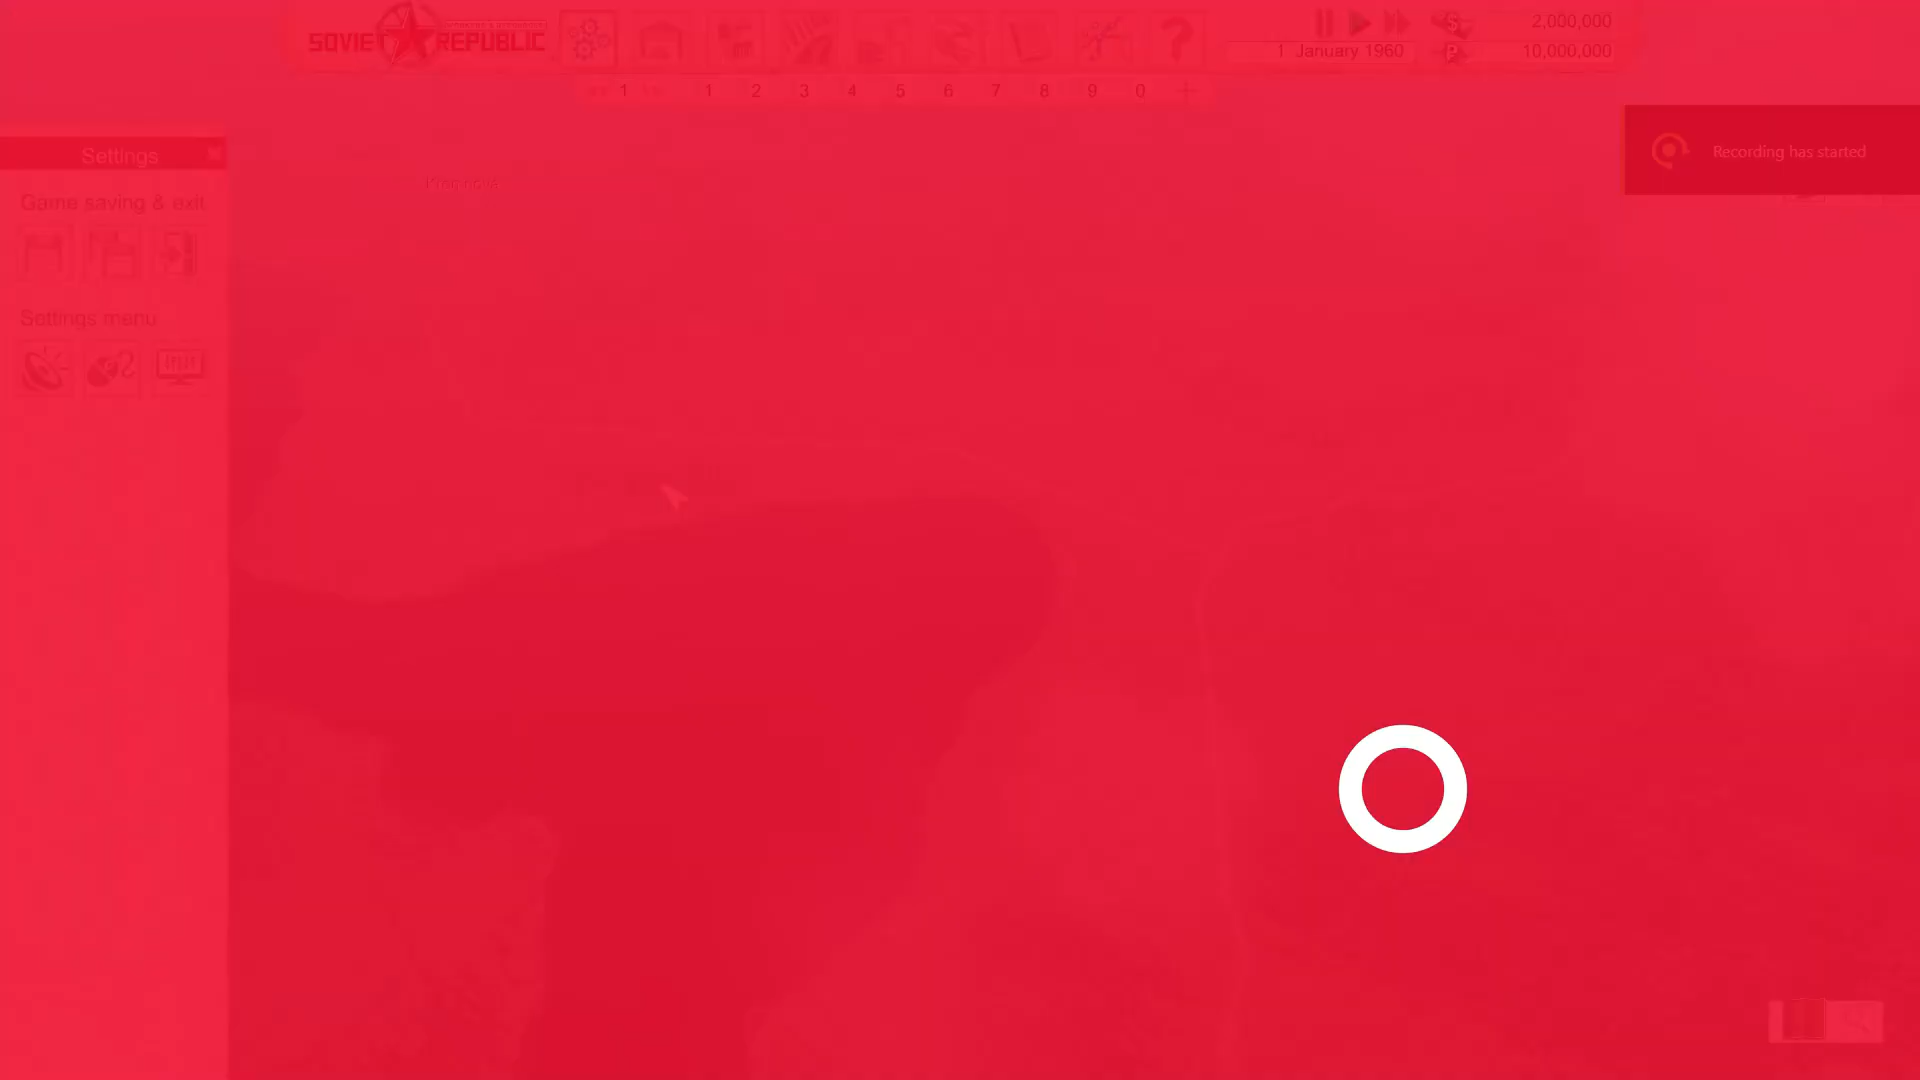 SOVIET REPUBLIC
2,000,000
1 January 1960
10,000,000
1 1 2 3 4 5 6 7 8 9 0
Recording has started
Settings
Game saving & exit
Settings menu